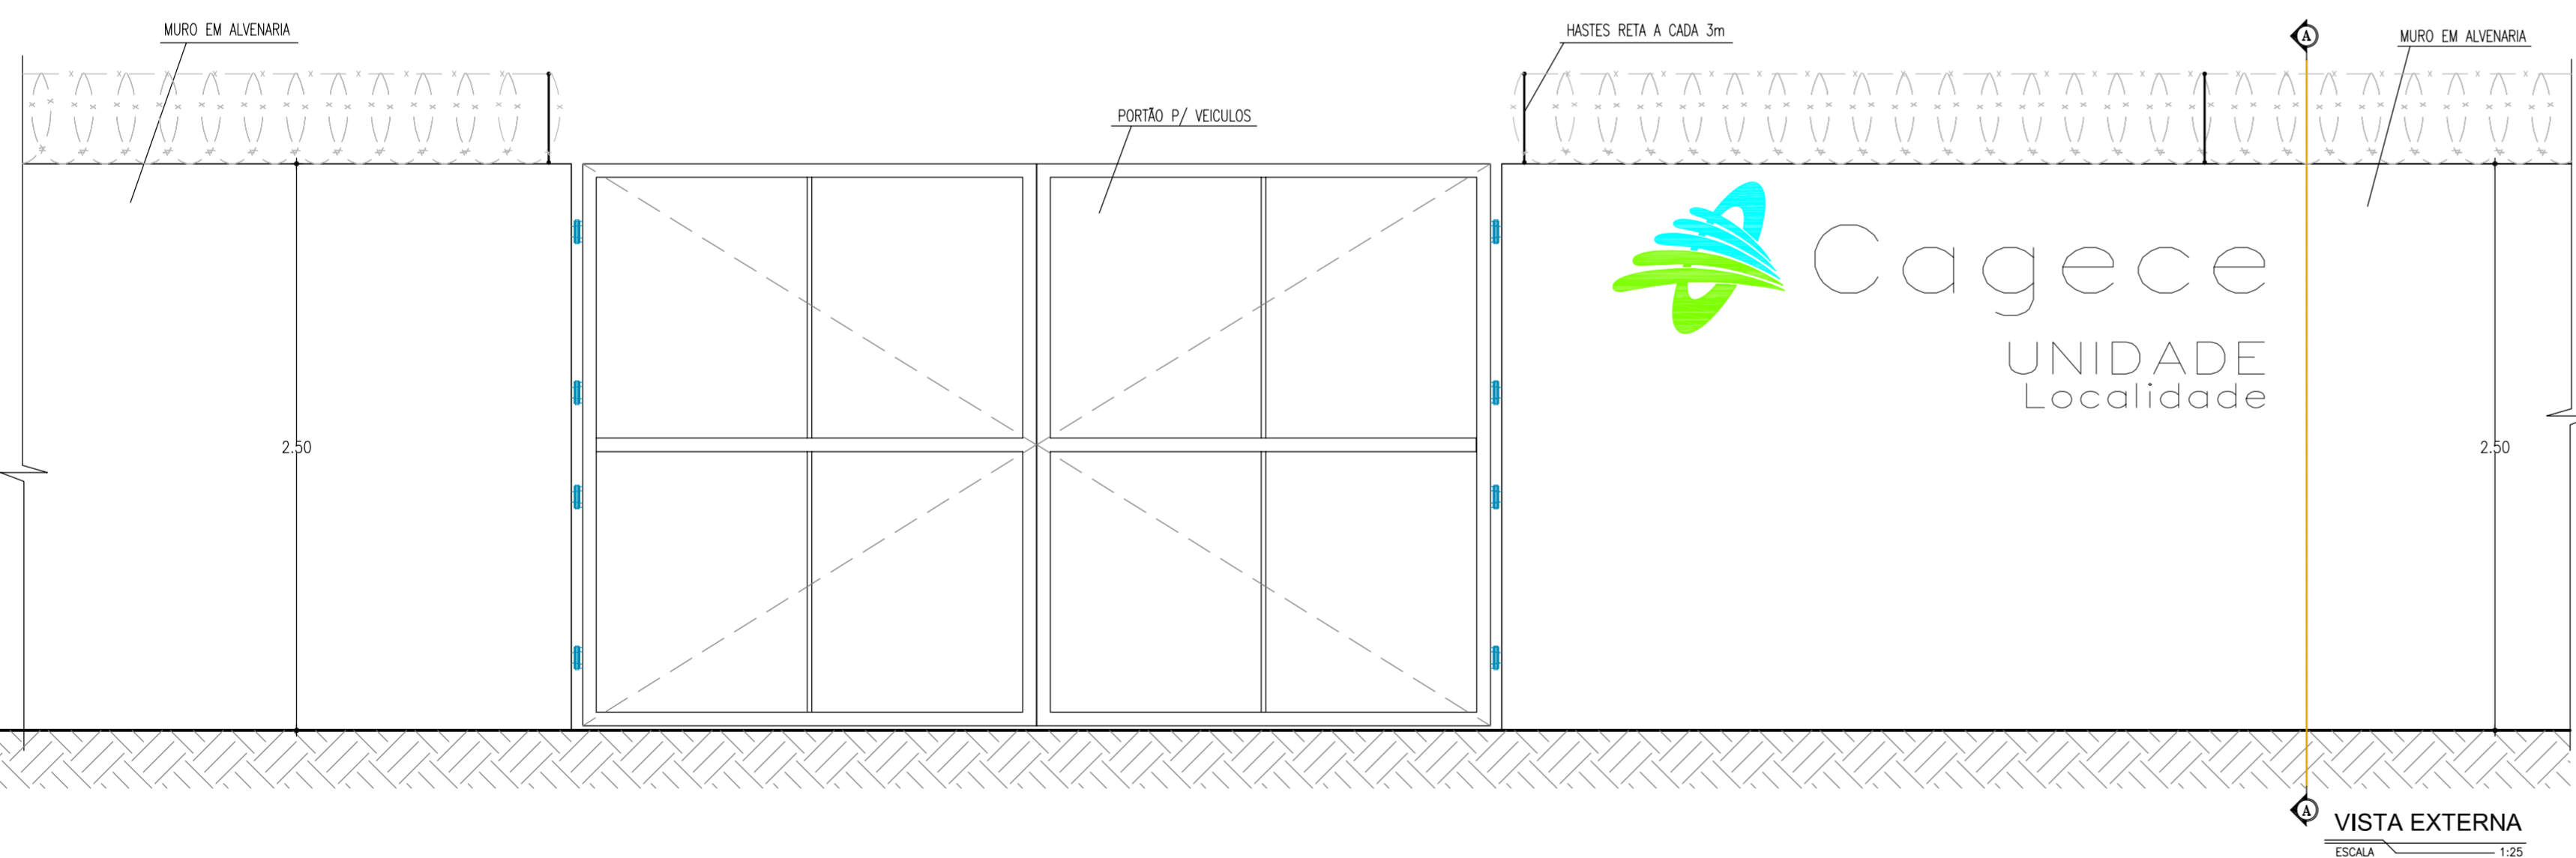 MURO EM ALVENARIA
HASTES RETA A CADA 3m
A
MURO EM ALVENARIA
PORTÃO P/ VEICULOS
Cagece
UNIDADE
Localidade
2.50
2.50
A
VISTA EXTERNA
ESCALA 1:25